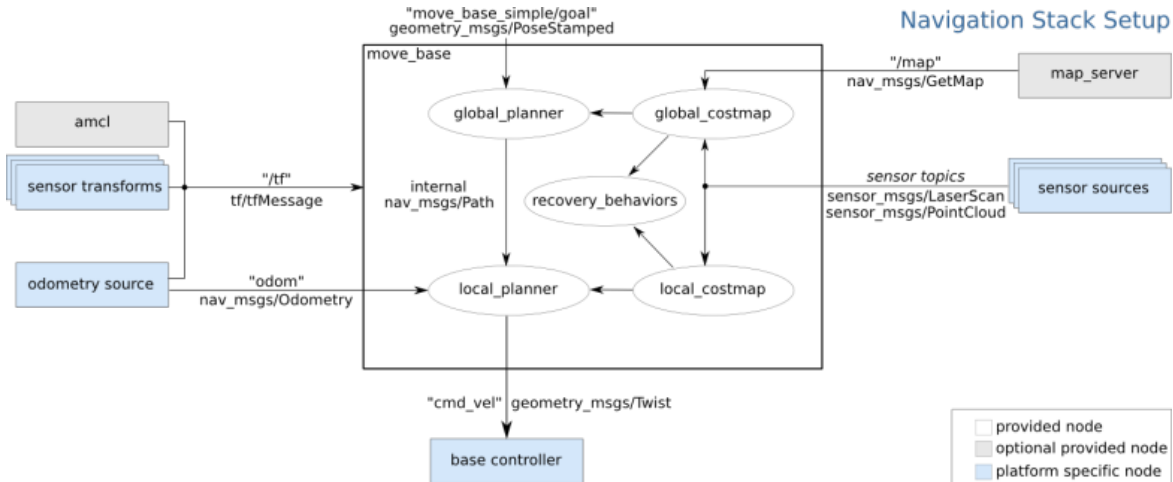 Navigation Stack Setup
"move_base_simple/goal"
geometry_msgs/PoseStamped
move_base
"/map"
nav_msgs/GetMap
map_server
amcl
global_planner
global_costmap
sensor transforms
"/tf"
tf/tfMessage
internal
nav_msgs/Path
recovery_behaviors
sensor topics
sensor_msgs/LaserScan
sensor_msgs/PointCloud
sensor sources
odometry source
"odom"
nav_msgs/Odometry
local_planner
local_costmap
"cmd_vel" geometry_msgs/Twist
base controller
provided node
optional provided node
platform specific node